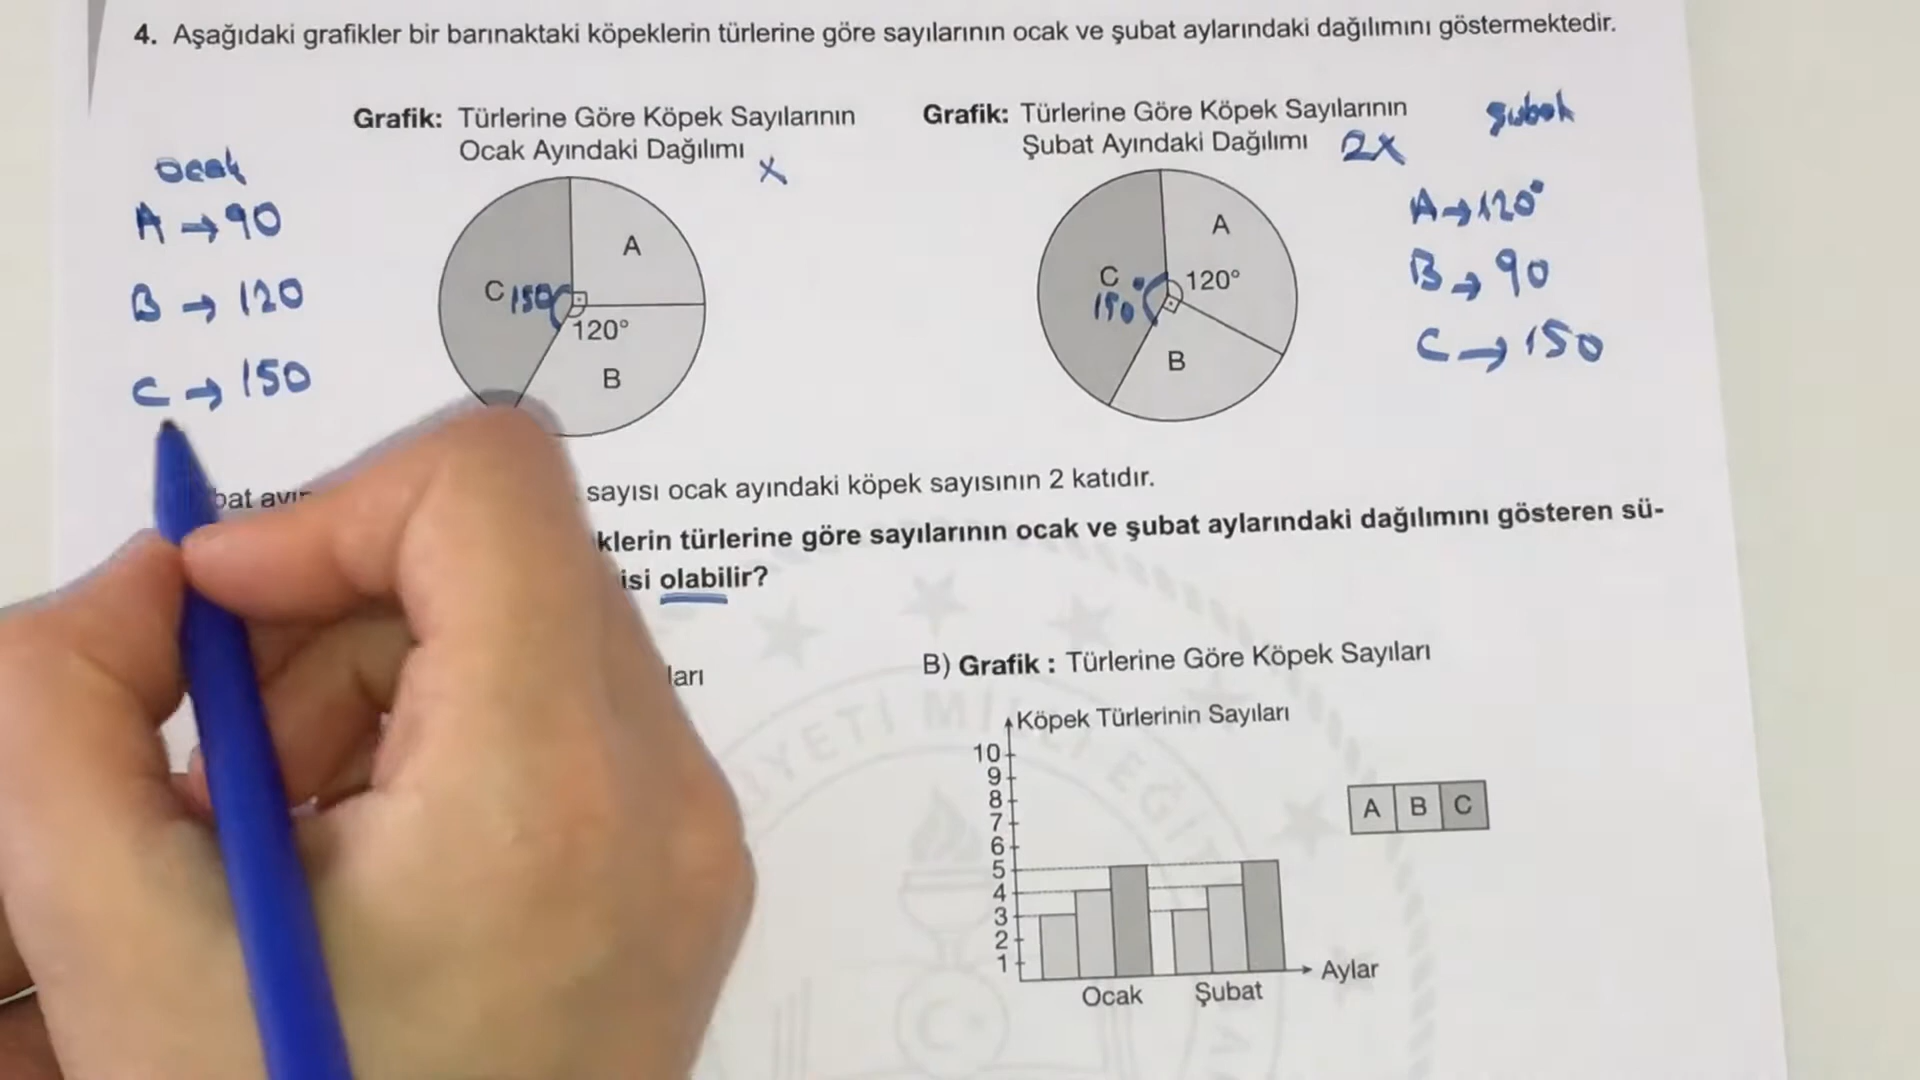 4. Aşağıdaki grafikler bir barınaktaki köpeklerin türlerine göre sayılarının ocak ve şubat aylarındaki dağılımını göstermektedir.
Grafik: Türlerine Göre Köpek Sayılarının
Ocak Ayındaki Dağılımı x
Grafik: Türlerine Göre Köpek Sayılarının
Şubat Ayındaki Dağılımı 2x
ocak
A → 90
B → 120
C → 150
A
C 150
120°
B
A
C
120°
150°
B
şubat
A → 120°
B → 90
C → 150
sayısı ocak ayındaki köpek sayısının 2 katıdır.
klerin türlerine göre sayılarının ocak ve şubat aylarındaki dağılımını gösteren sü-
isi olabilir?
ları
B) Grafik : Türlerine Göre Köpek Sayıları
Köpek Türlerinin Sayıları
10
9
8
7
6
5
4
3
2
1
A B C
Aylar
Ocak Şubat